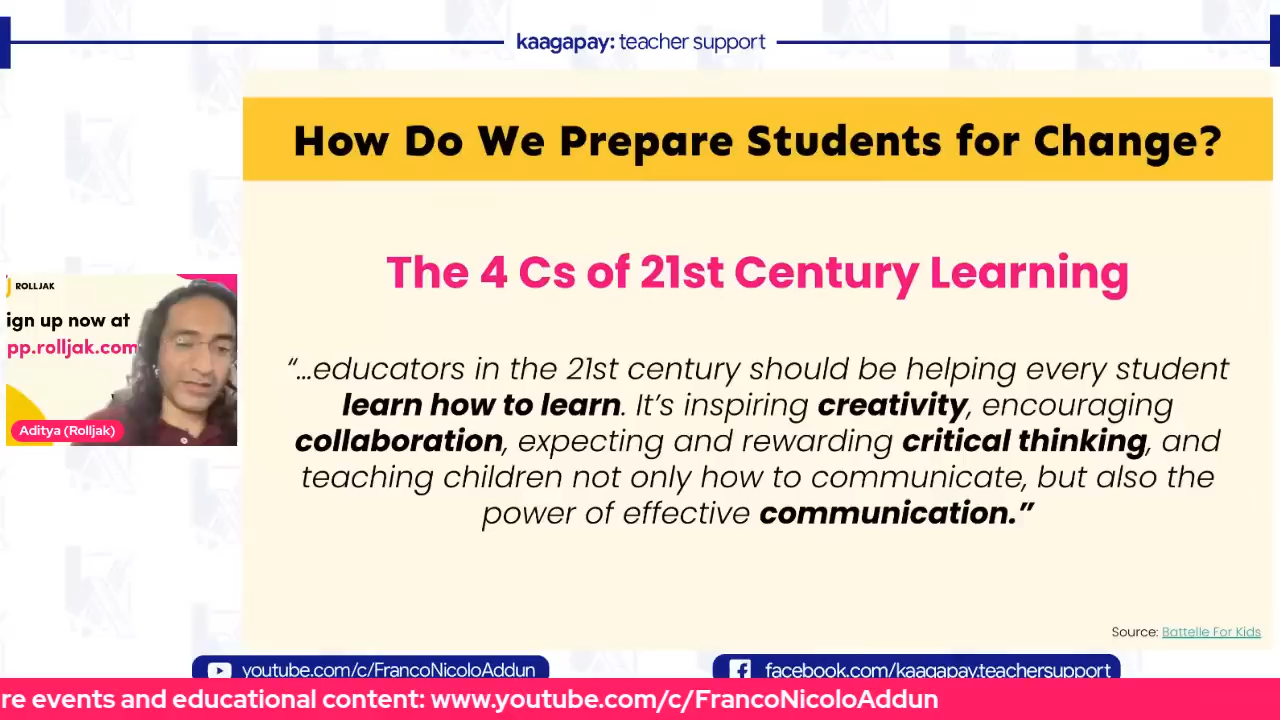 kaagapay: teacher support
How Do We Prepare Students for Change?
The 4 Cs of 21st Century Learning
“...educators in the 21st century should be helping every student
learn how to learn. It’s inspiring creativity, encouraging
collaboration, expecting and rewarding critical thinking, and
teaching children not only how to communicate, but also the
power of effective communication.”
Source: Battelle For Kids
ROLLJAK
ign up now at
pp.rolljak.com
Aditya (Rolljak)
youtube.com/c/FrancoNicoloAddun
facebook.com/kaagapay.teachersupport
re events and educational content: www.youtube.com/c/FrancoNicoloAddun